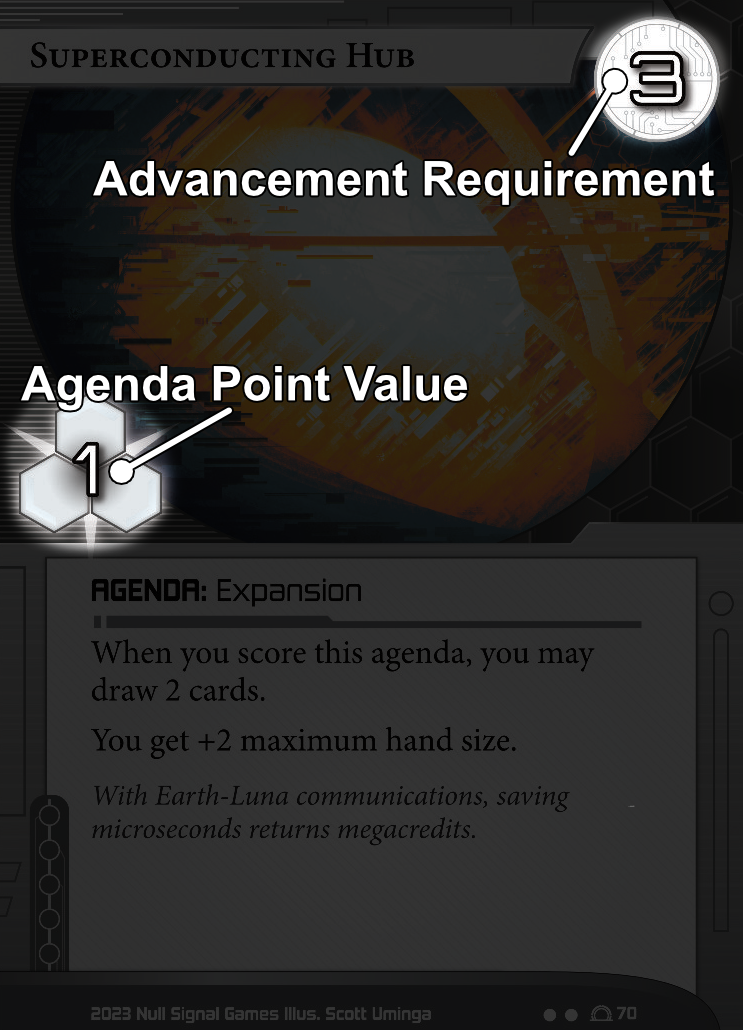 Superconducting Hub
3
Advancement Requirement
Agenda Point Value
1
AGENDA: Expansion
When you score this agenda, you may
draw 2 cards.
You get +2 maximum hand size.
With Earth-Luna communications, saving
microseconds returns megacredits.
2023 Null Signal Games Illus. Scott Uminga
70